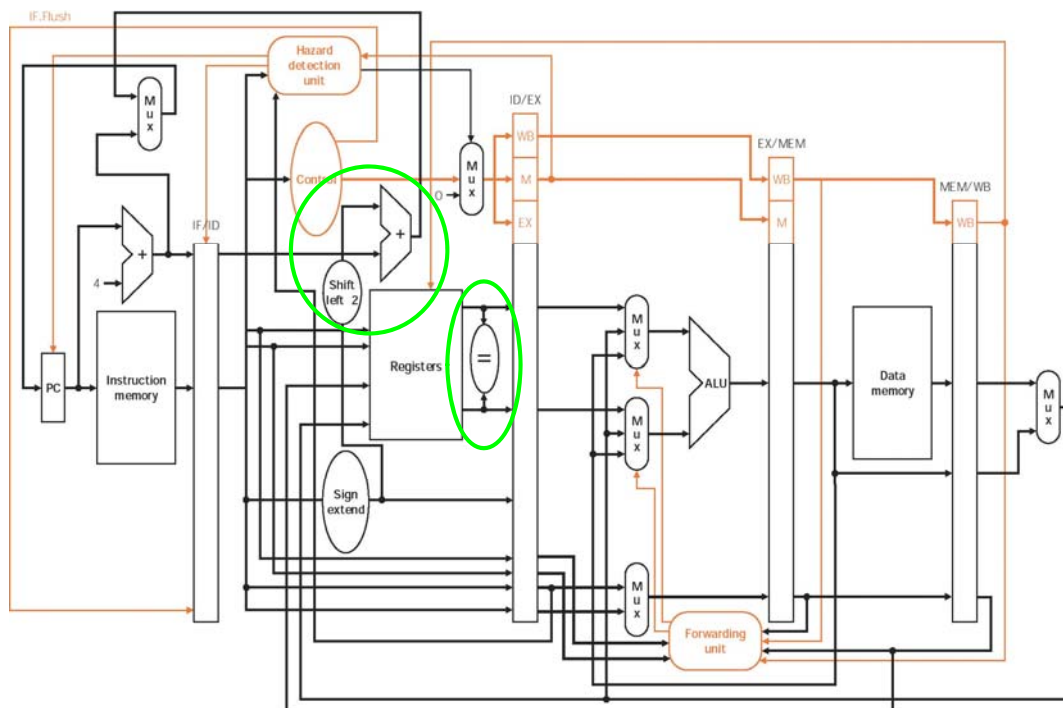 IF.Flush
Hazard
detection
unit
M
u
x
ID/EX
WB
EX/MEM
M
u
x
Control
M
WB
MEM/WB
0
EX
M
WB
IF/ID
+
+
4
Shift
left 2
M
u
x
PC
Instruction
memory
Registers
=
ALU
Data
memory
M
u
x
M
u
x
Sign
extend
M
u
x
Forwarding
unit